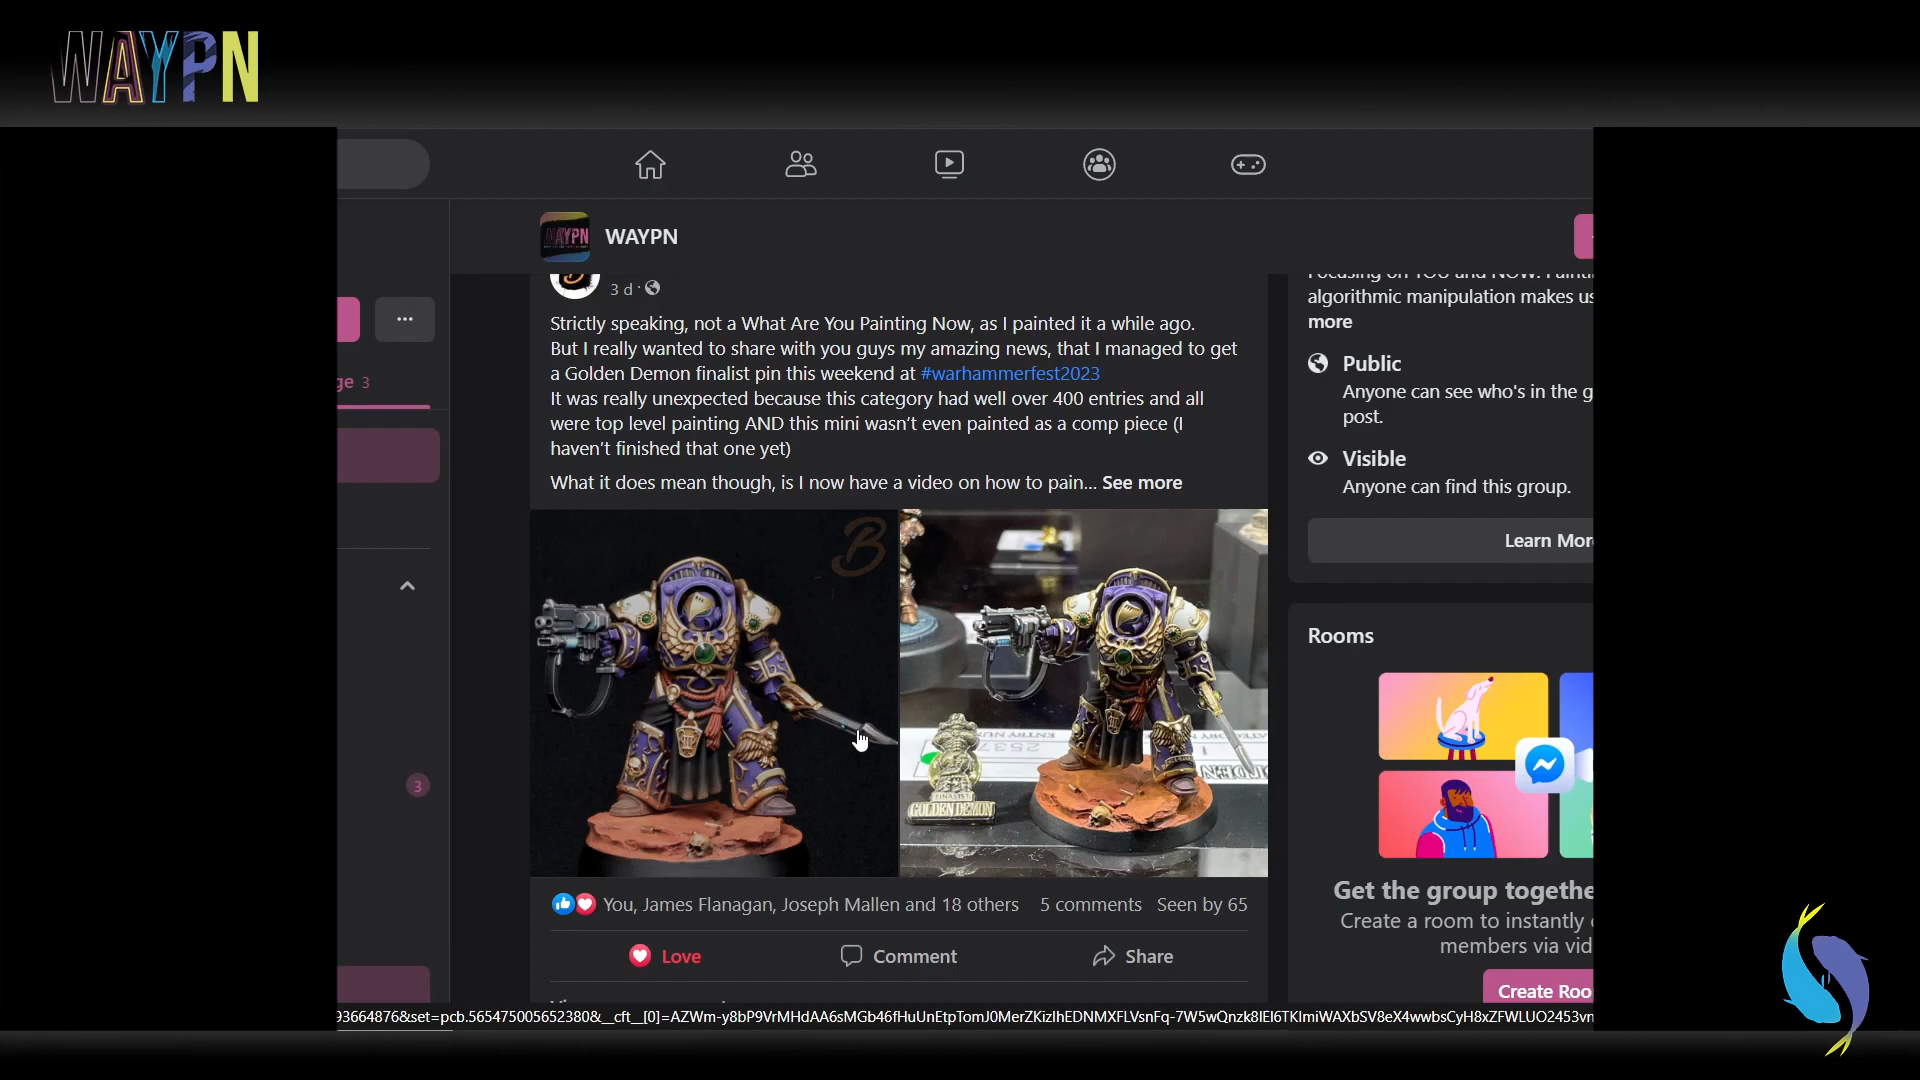 WAYPN
WAYPN
3 d ·
Strictly speaking, not a What Are You Painting Now, as I painted it a while ago.
But I really wanted to share with you guys my amazing news, that I managed to get
a Golden Demon finalist pin this weekend at #warhammerfest2023
It was really unexpected because this category had well over 400 entries and all
were top level painting AND this mini wasn't even painted as a comp piece (I
haven't finished that one yet)
What it does mean though, is I now have a video on how to pain... See more
B
ENTRY
FINALIST
GOLDEN DEMON
You, James Flanagan, Joseph Mallen and 18 others 5 comments Seen by 65
Love Comment Share
ge 3
3
algorithmic manipulation makes us
more
Public
Anyone can see who's in the g
post.
Visible
Anyone can find this group.
Learn Mor
Rooms
Get the group togethe
Create a room to instantly
members via vid
Create Roo